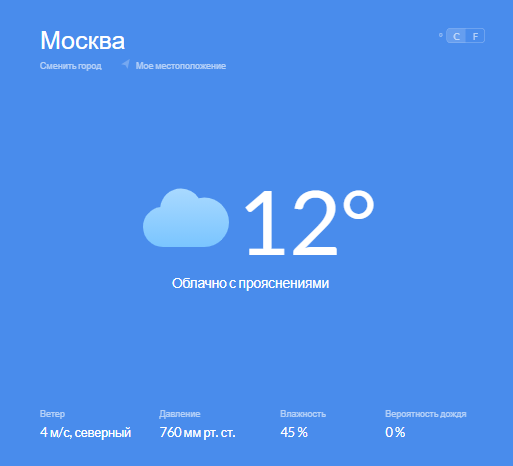 Москва
° C F
Сменить город Мое местоположение
12°
Облачно с прояснениями
Ветер Давление Влажность Вероятность дождя
4 м/с, северный 760 мм рт. ст. 45 % 0 %